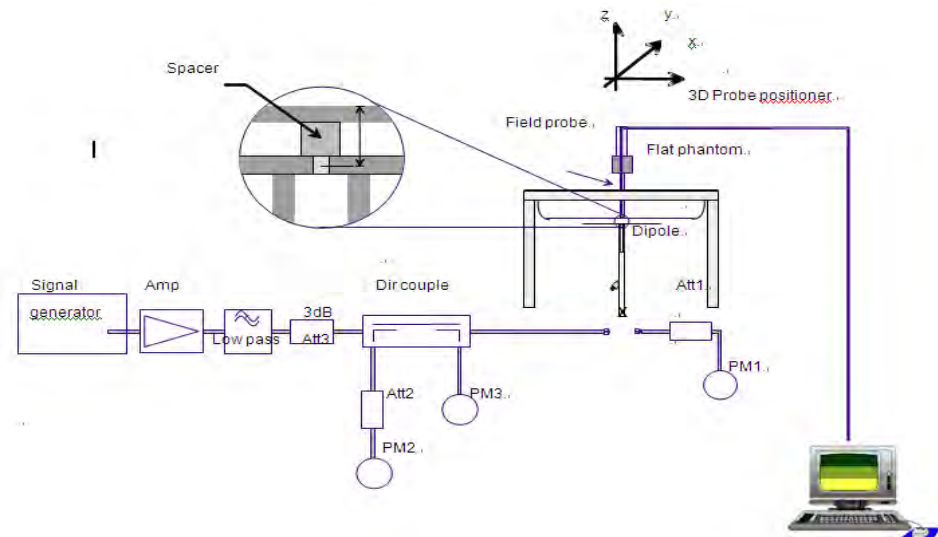 z
y
x
Spacer
3D Probe positioner
Field probe
Flat phantom
Dipole
Signal
generator
Amp
Low pass
3dB
Att3
Dir couple
Att1
PM1
Att2
PM3
PM2